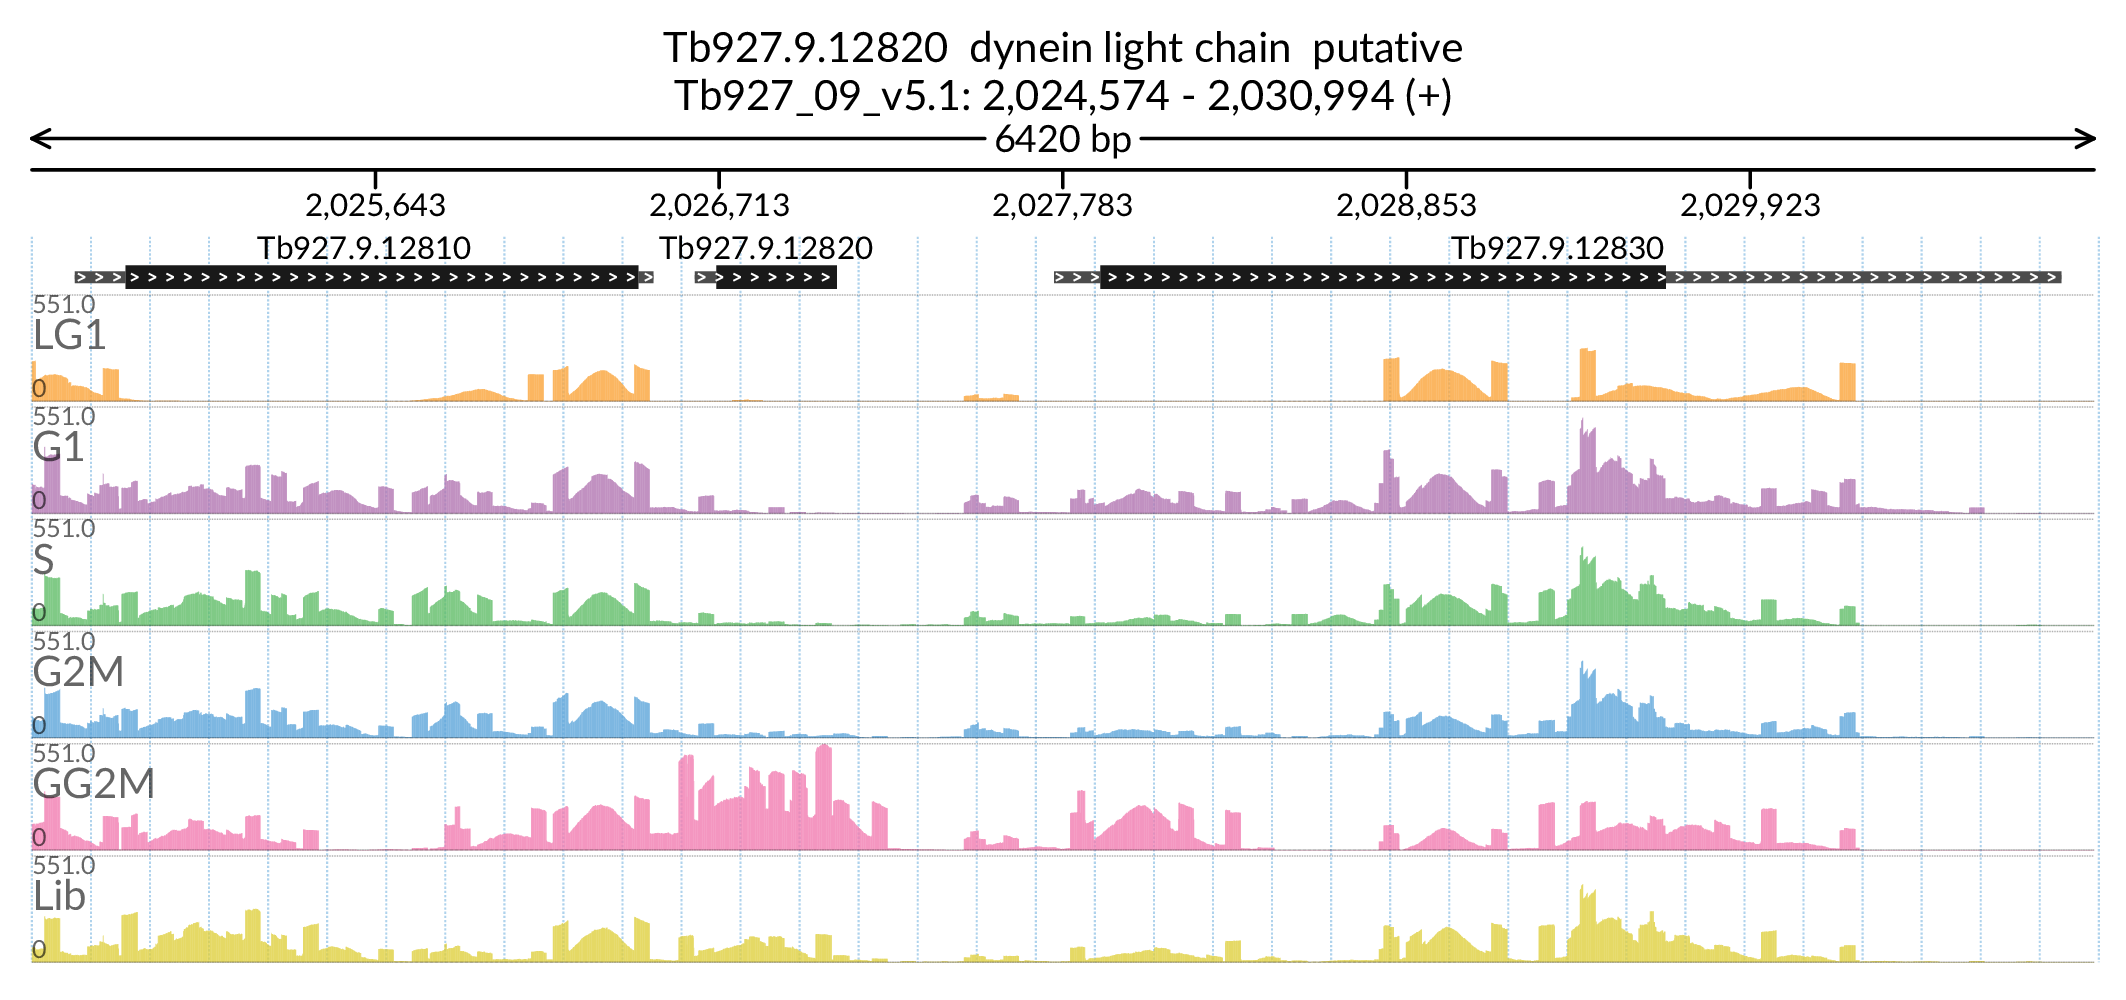 Tb927.9.12820 dynein light chain putative
Tb927_09_v5.1: 2,024,574 - 2,030,994 (+)
6420 bp
2,025,643 2,026,713 2,027,783 2,028,853 2,029,923
Tb927.9.12810 Tb927.9.12820 Tb927.9.12830
551.0
LG1
0
551.0
G1
0
551.0
S
0
551.0
G2M
0
551.0
GG2M
0
551.0
Lib
0